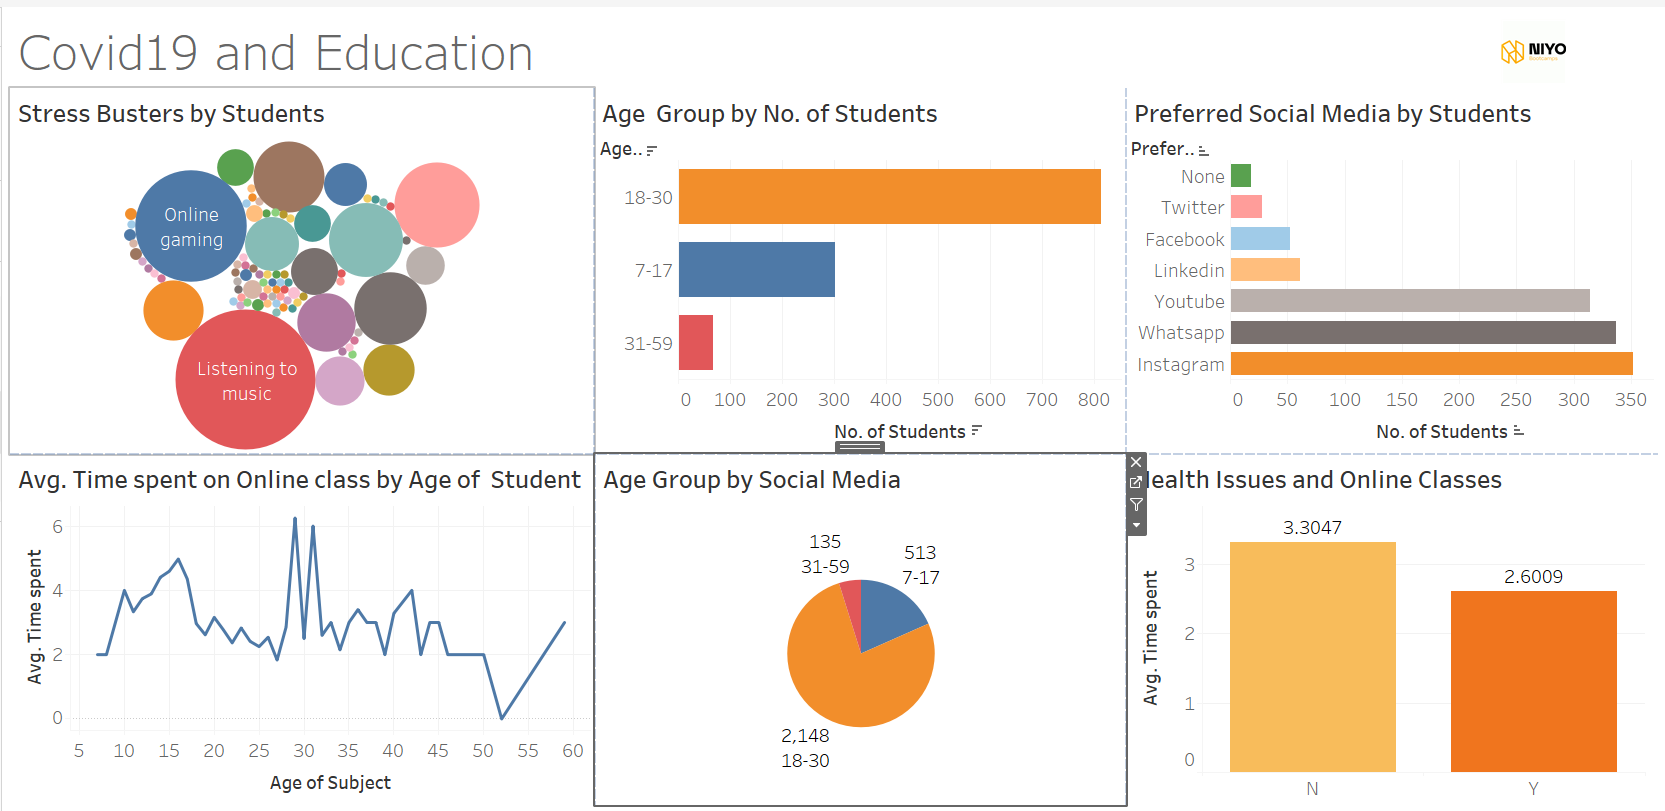 Covid19 and Education
NIYO
Bootcamps
Stress Busters by Students
Online
gaming
Listening to
music
Age  Group by No. of Students
Age..
18-30
7-17
31-59
0 100 200 300 400 500 600 700 800
No. of Students
Preferred Social Media by Students
Prefer..
None
Twitter
Facebook
Linkedin
Youtube
Whatsapp
Instagram
0 50 100 150 200 250 300 350
No. of Students
Avg. Time spent on Online class by Age of  Student
Avg. Time spent
6
4
2
0
5 10 15 20 25 30 35 40 45 50 55 60
Age of Subject
Age Group by Social Media
135
31-59
513
7-17
2,148
18-30
Health Issues and Online Classes
Avg. Time spent
3
2
1
0
3.3047
2.6009
N
Y